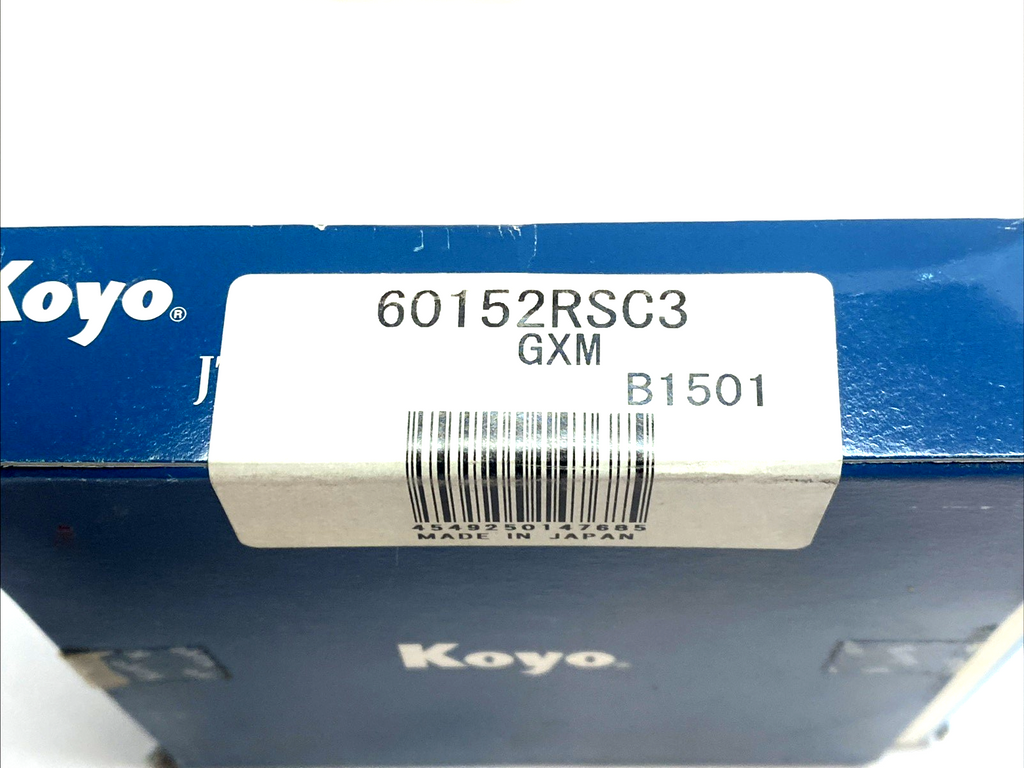 Koyo®
J
60152RSC3
GXM
B1501
4549250147685
MADE IN JAPAN
Koyo